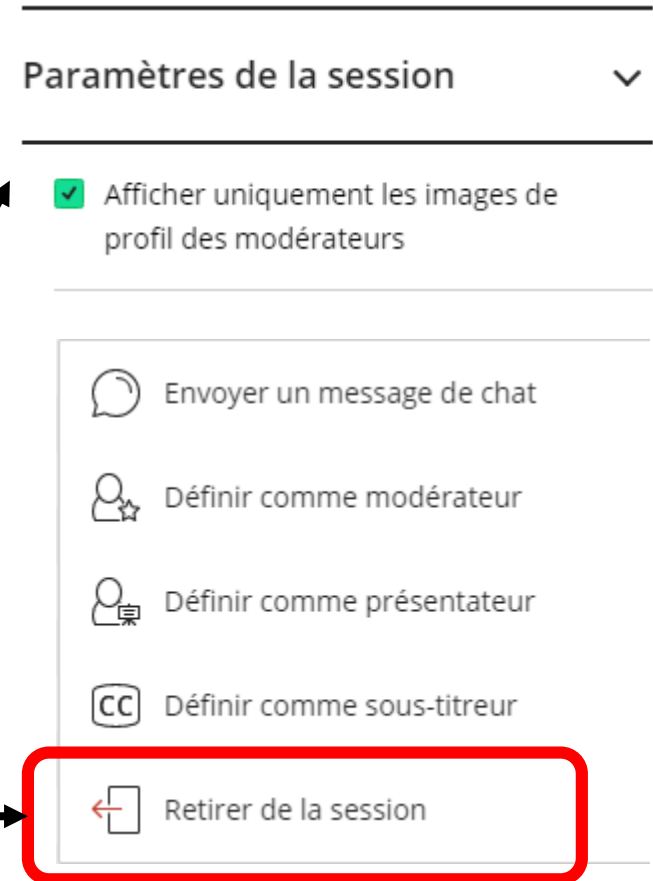 Paramètres de la session
Afficher uniquement les images de
profil des modérateurs
Envoyer un message de chat
Définir comme modérateur
Définir comme présentateur
CC Définir comme sous-titreur
Retirer de la session